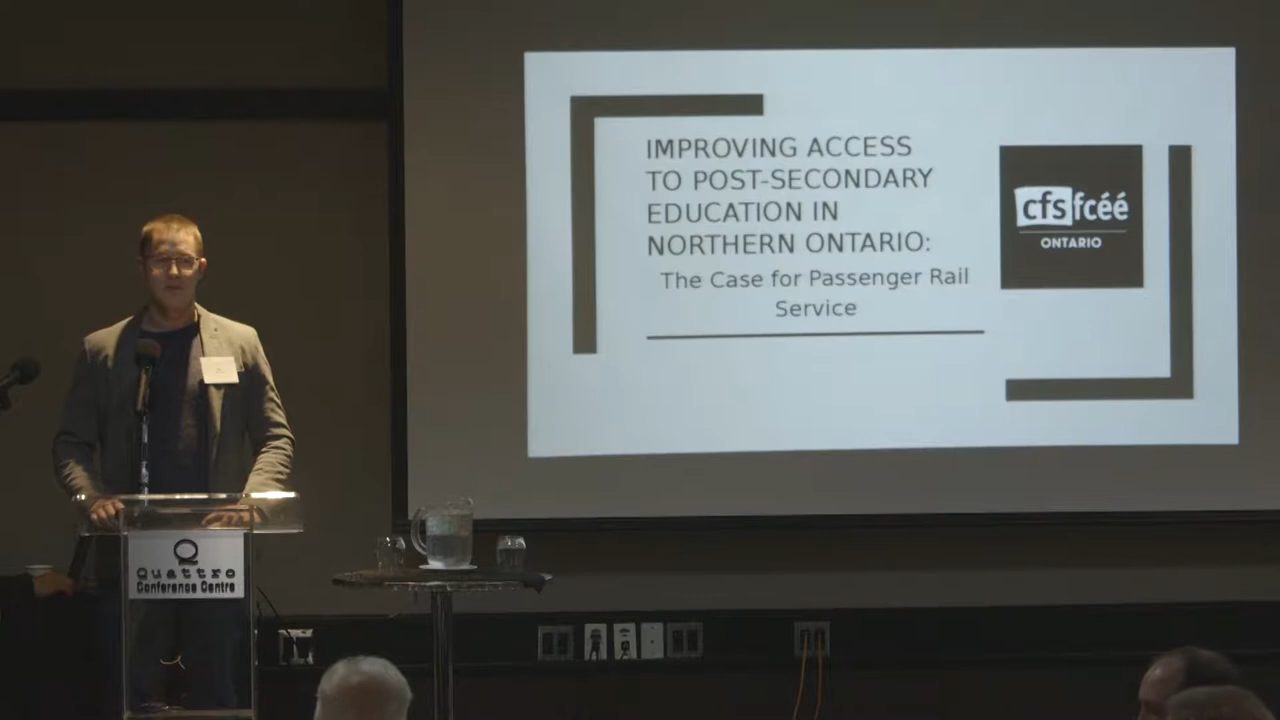 IMPROVING ACCESS
TO POST-SECONDARY
EDUCATION IN
NORTHERN ONTARIO:
The Case for Passenger Rail
Service
cfs fcéé
ONTARIO
Quattro
Conference Centre